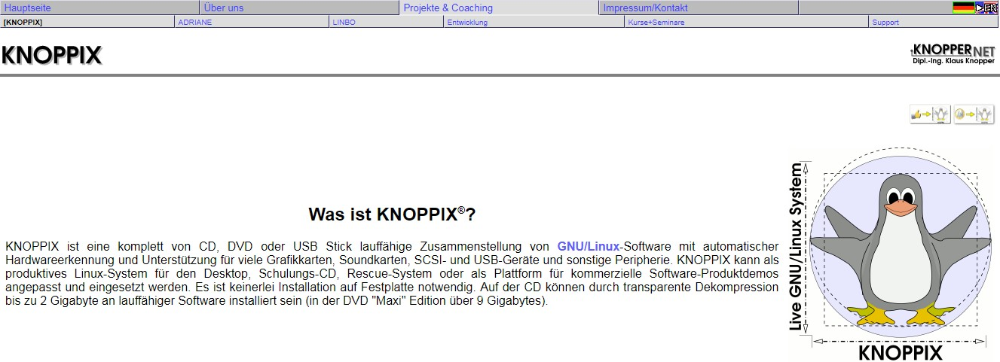 Hauptseite
Über uns
Projekte & Coaching
Impressum/Kontakt
EN
[KNOPPIX]
ADRIANE
LINBO
Entwicklung
Kurse+Seminare
Support
KNOPPIX
KNOPPER.NET
Dipl.-Ing. Klaus Knopper
Was ist KNOPPIX®?
KNOPPIX ist eine komplett von CD, DVD oder USB Stick lauffähige Zusammenstellung von GNU/Linux-Software mit automatischer
Hardwareerkennung und Unterstützung für viele Grafikkarten, Soundkarten, SCSI- und USB-Geräte und sonstige Peripherie. KNOPPIX kann als
produktives Linux-System für den Desktop, Schulungs-CD, Rescue-System oder als Plattform für kommerzielle Software-Produktdemos
angepasst und eingesetzt werden. Es ist keinerlei Installation auf Festplatte notwendig. Auf der CD können durch transparente Dekompression
bis zu 2 Gigabyte an lauffähiger Software installiert sein (in der DVD "Maxi" Edition über 9 Gigabytes).
Live GNU/Linux System
KNOPPIX